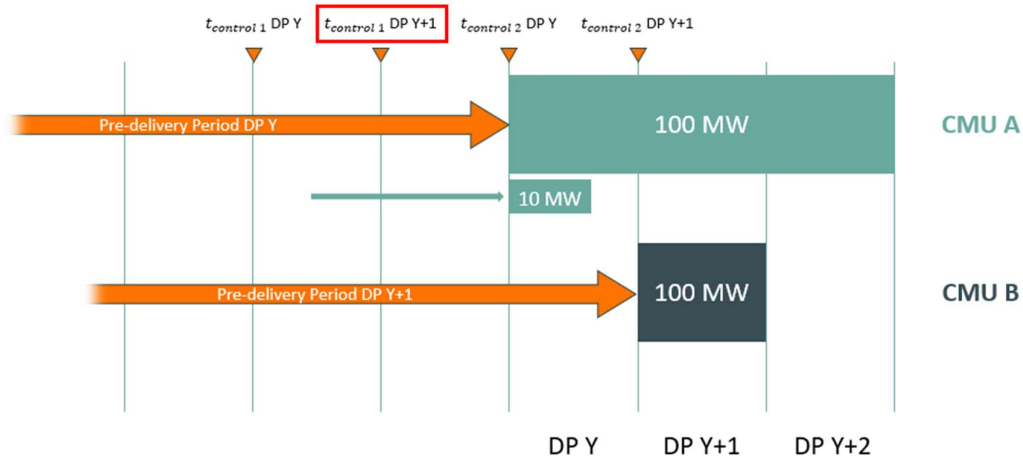 t_control 1 DP Y
t_control 1 DP Y+1
t_control 2 DP Y
t_control 2 DP Y+1
Pre-delivery Period DP Y
100 MW
CMU A
10 MW
Pre-delivery Period DP Y+1
100 MW
CMU B
DP Y
DP Y+1
DP Y+2